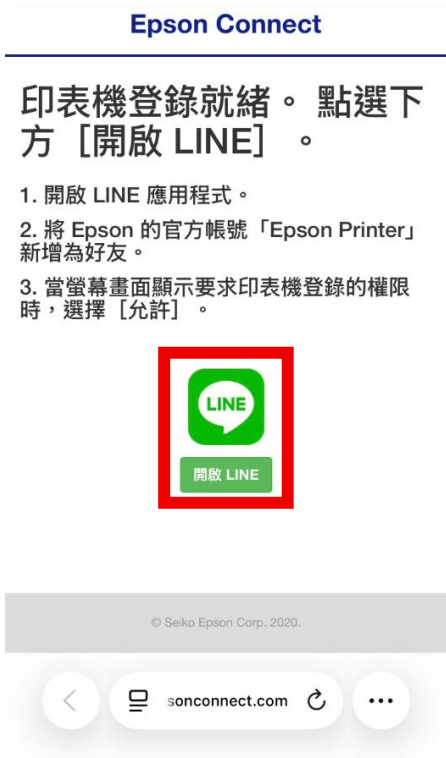 Epson Connect
印表機登錄就緒。 點選下
方［開啟 LINE］ 。
1. 開啟 LINE 應用程式。
2. 將 Epson 的官方帳號「Epson Printer」
新增為好友。
3. 當螢幕畫面顯示要求印表機登錄的權限
時，選擇［允許］ 。
LINE
開啟 LINE
© Seiko Epson Corp. 2020.
sonconnect.com